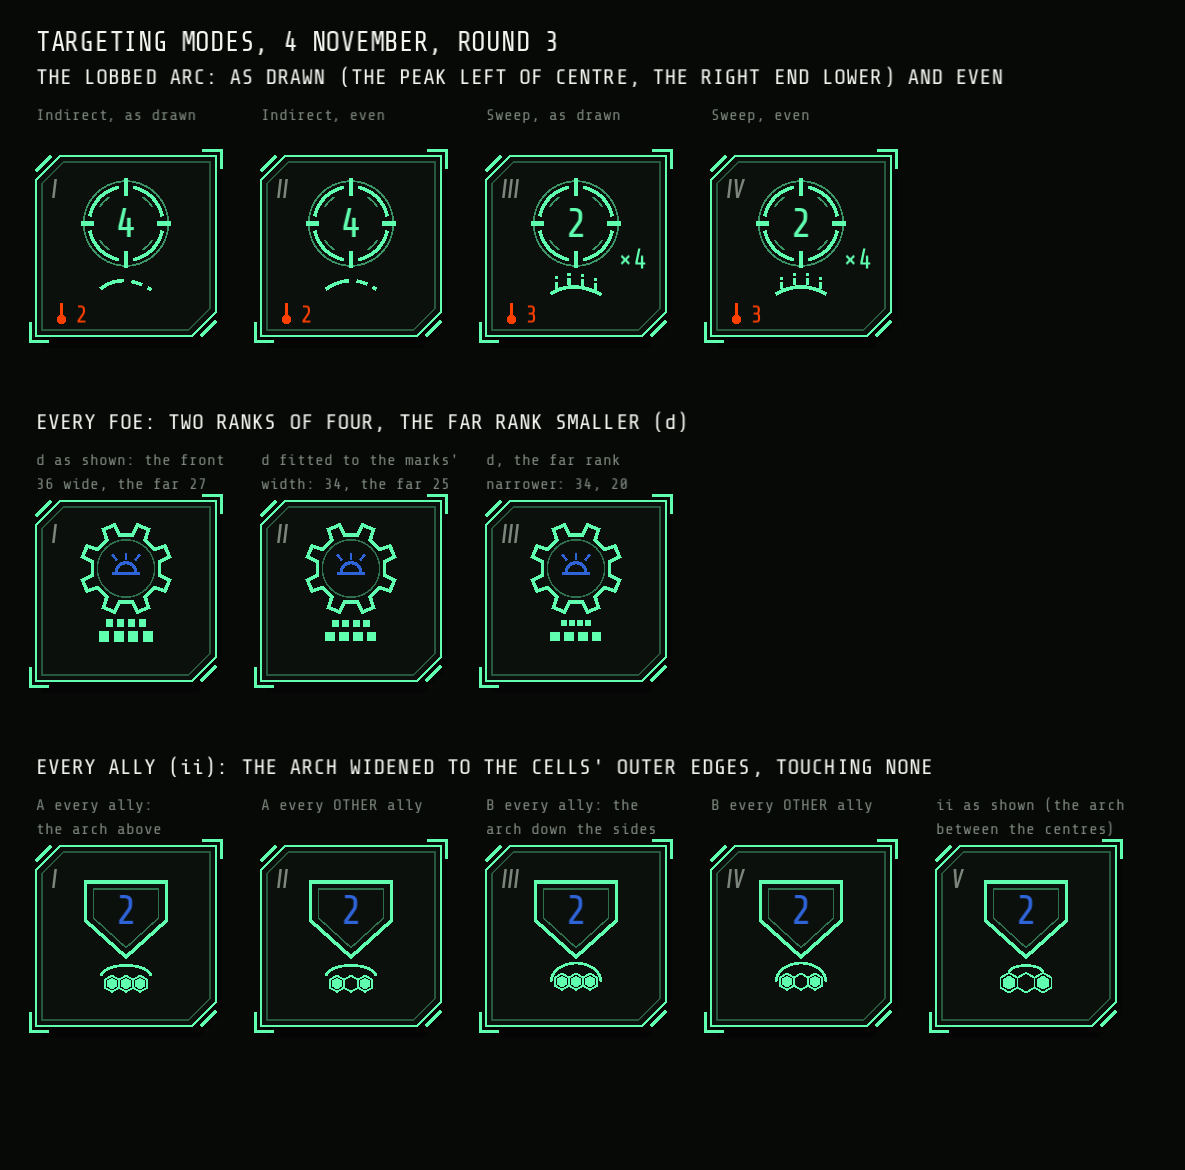 TARGETING MODES, 4 NOVEMBER, ROUND 3
THE LOBBED ARC: AS DRAWN (THE PEAK LEFT OF CENTRE, THE RIGHT END LOWER) AND EVEN
Indirect, as drawn
Indirect, even
Sweep, as drawn
Sweep, even
I
4
2
II
4
2
III
2
×4
3
IV
2
×4
3
EVERY FOE: TWO RANKS OF FOUR, THE FAR RANK SMALLER (d)
d as shown: the front
36 wide, the far 27
d fitted to the marks'
width: 34, the far 25
d, the far rank
narrower: 34, 20
I
II
III
EVERY ALLY (ii): THE ARCH WIDENED TO THE CELLS' OUTER EDGES, TOUCHING NONE
A every ally:
the arch above
A every OTHER ally
B every ally: the
arch down the sides
B every OTHER ally
ii as shown (the arch
between the centres)
I
2
II
2
III
2
IV
2
V
2